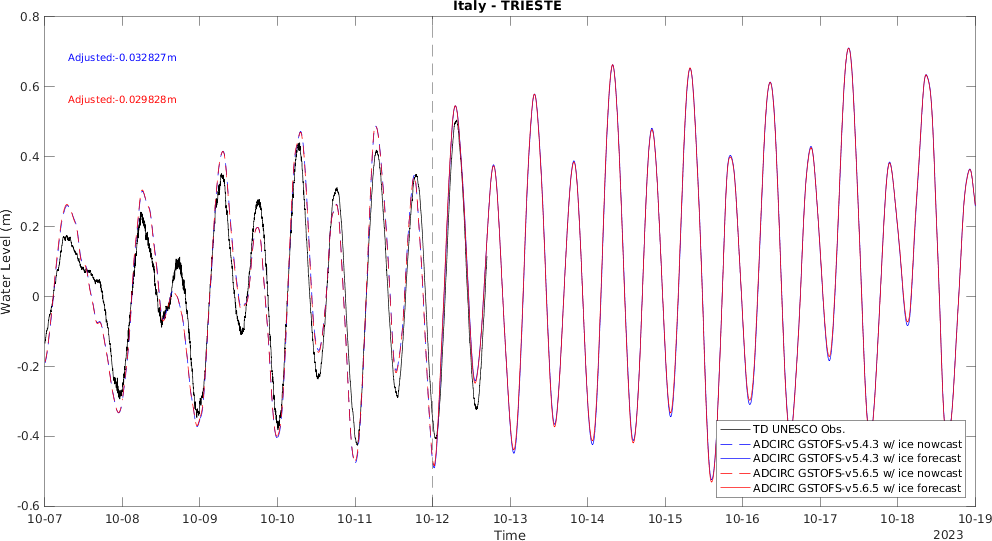 Italy - TRIESTE
0.8
0.6
0.4
0.2
0
-0.2
-0.4
-0.6
Water Level (m)
Adjusted:-0.032827m
Adjusted:-0.029828m
TD UNESCO Obs.
ADCIRC GSTOFS-v5.4.3 w/ ice nowcast
ADCIRC GSTOFS-v5.4.3 w/ ice forecast
ADCIRC GSTOFS-v5.6.5 w/ ice nowcast
ADCIRC GSTOFS-v5.6.5 w/ ice forecast
10-07 10-08 10-09 10-10 10-11 10-12 10-13 10-14 10-15 10-16 10-17 10-18 10-19
Time
2023